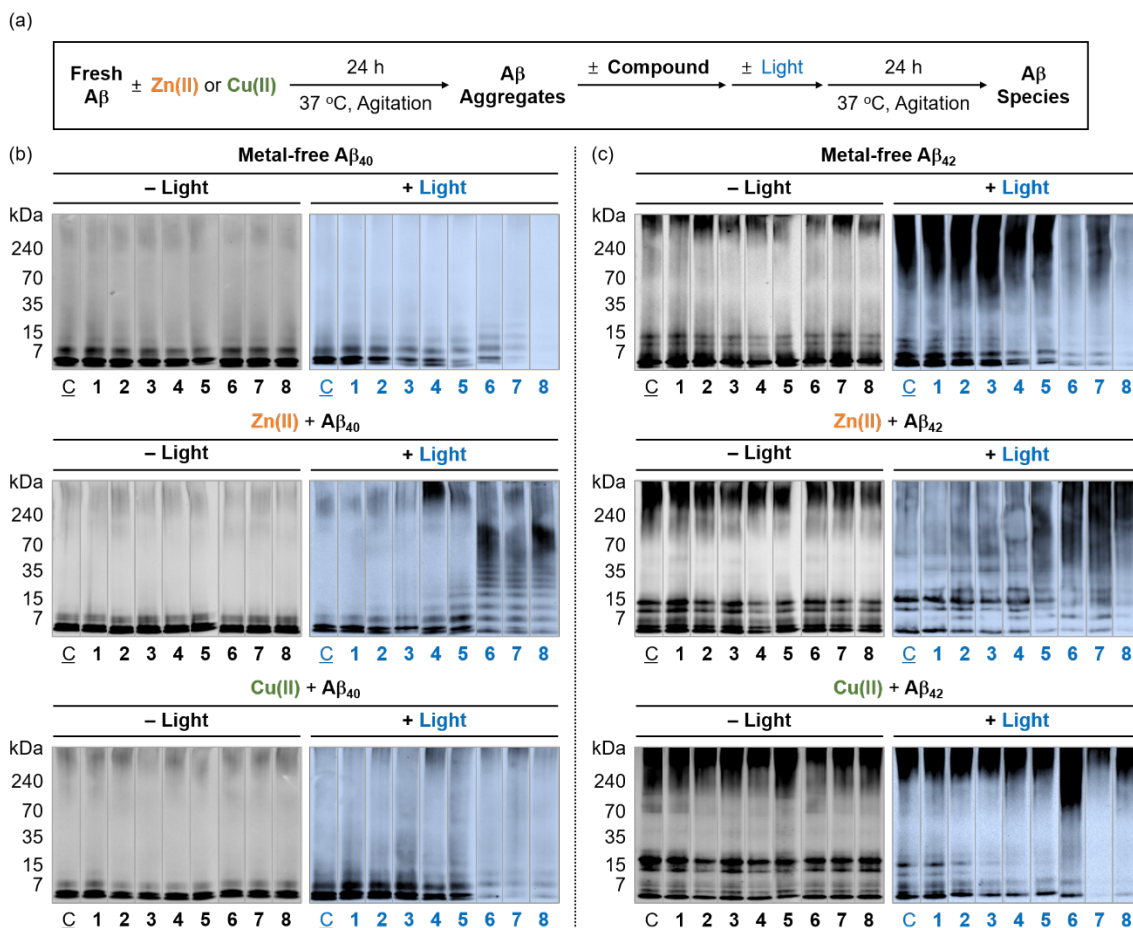 (a)
Fresh Aβ ± Zn(II) or Cu(II) 24 h 37 °C, Agitation Aβ Aggregates ± Compound ± Light 24 h 37 °C, Agitation Aβ Species
(b)
Metal-free Aβ40
– Light + Light
kDa
240
70
35
15
7
C 1 2 3 4 5 6 7 8 C 1 2 3 4 5 6 7 8
Zn(II) + Aβ40
– Light + Light
kDa
240
70
35
15
7
C 1 2 3 4 5 6 7 8 C 1 2 3 4 5 6 7 8
Cu(II) + Aβ40
– Light + Light
kDa
240
70
35
15
7
C 1 2 3 4 5 6 7 8 C 1 2 3 4 5 6 7 8
(c)
Metal-free Aβ42
– Light + Light
kDa
240
70
35
15
7
C 1 2 3 4 5 6 7 8 C 1 2 3 4 5 6 7 8
Zn(II) + Aβ42
– Light + Light
kDa
240
70
35
15
7
C 1 2 3 4 5 6 7 8 C 1 2 3 4 5 6 7 8
Cu(II) + Aβ42
– Light + Light
kDa
240
70
35
15
7
C 1 2 3 4 5 6 7 8 C 1 2 3 4 5 6 7 8